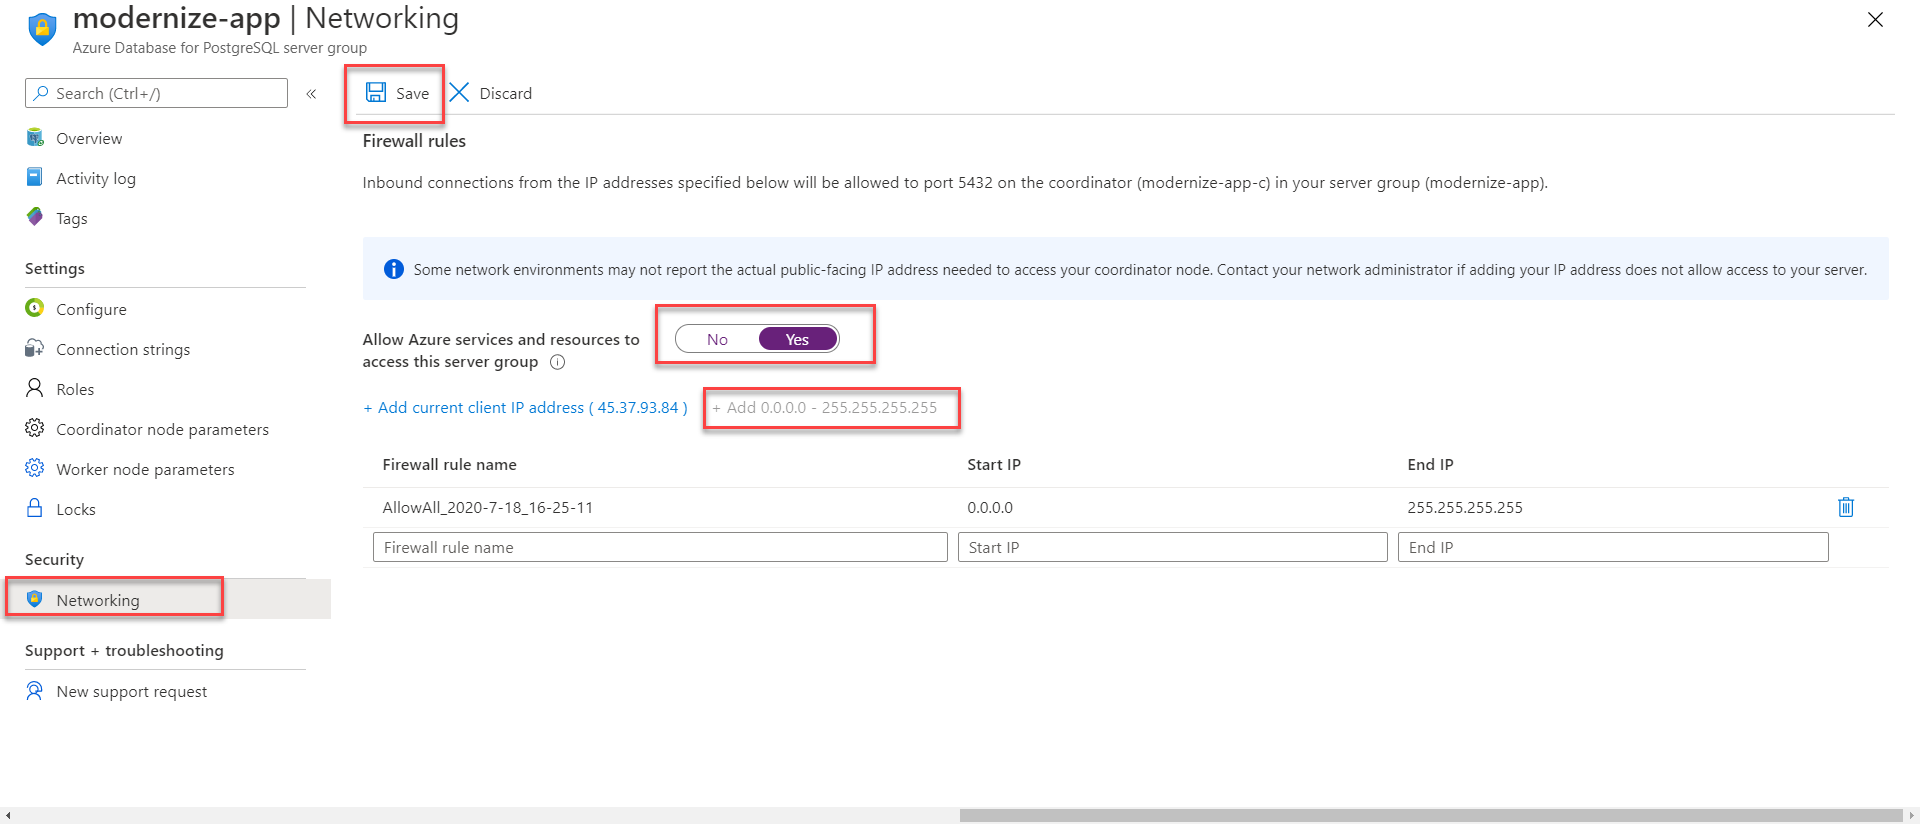 modernize-app | Networking
Azure Database for PostgreSQL server group
Search (Ctrl+/)
«
Save
Discard
Overview
Activity log
Tags
Settings
Configure
Connection strings
Roles
Coordinator node parameters
Worker node parameters
Locks
Security
Networking
Support + troubleshooting
New support request
Firewall rules
Inbound connections from the IP addresses specified below will be allowed to port 5432 on the coordinator (modernize-app-c) in your server group (modernize-app).
Some network environments may not report the actual public-facing IP address needed to access your coordinator node. Contact your network administrator if adding your IP address does not allow access to your server.
Allow Azure services and resources to
access this server group
No Yes
+ Add current client IP address ( 45.37.93.84 ) + Add 0.0.0.0 - 255.255.255.255
Firewall rule name Start IP End IP
AllowAll_2020-7-18_16-25-11 0.0.0.0 255.255.255.255
Firewall rule name Start IP End IP